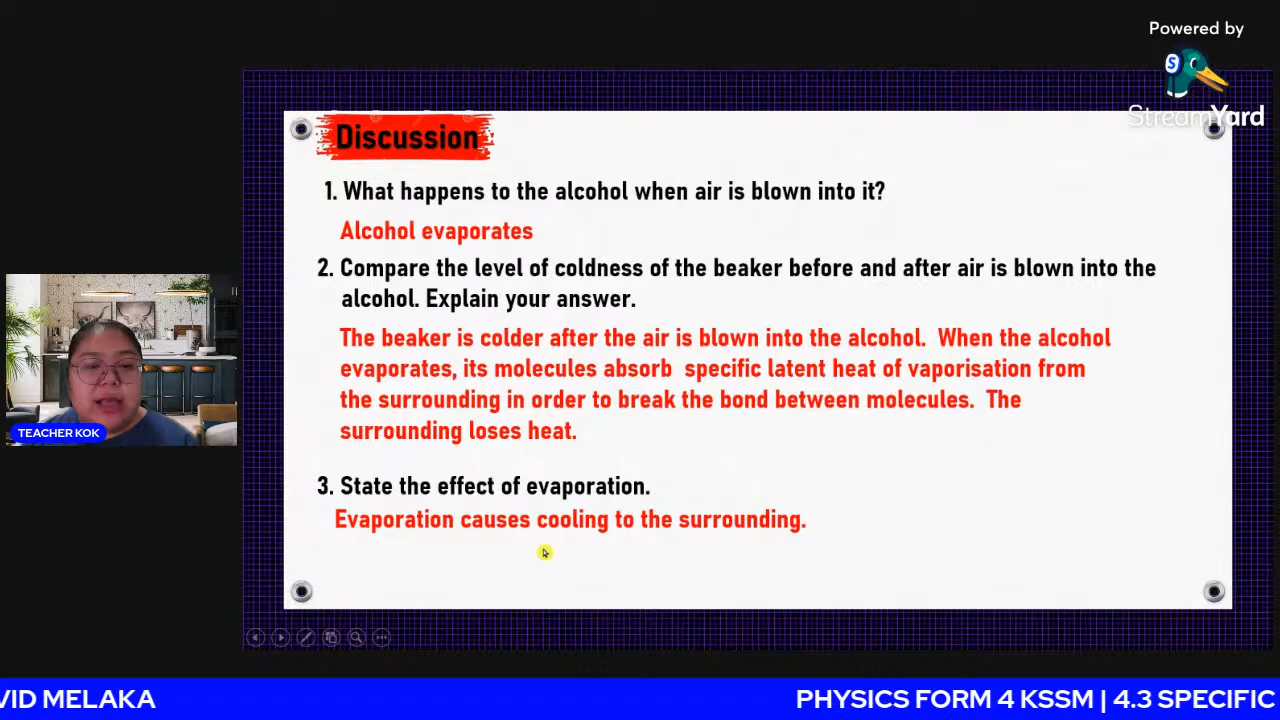 Powered by
StreamYard
Discussion
1. What happens to the alcohol when air is blown into it?
Alcohol evaporates
2. Compare the level of coldness of the beaker before and after air is blown into the
alcohol. Explain your answer.
The beaker is colder after the air is blown into the alcohol. When the alcohol
evaporates, its molecules absorb specific latent heat of vaporisation from
the surrounding in order to break the bond between molecules. The
surrounding loses heat.
3. State the effect of evaporation.
Evaporation causes cooling to the surrounding.
TEACHER KOK
VID MELAKA
PHYSICS FORM 4 KSSM | 4.3 SPECIFIC